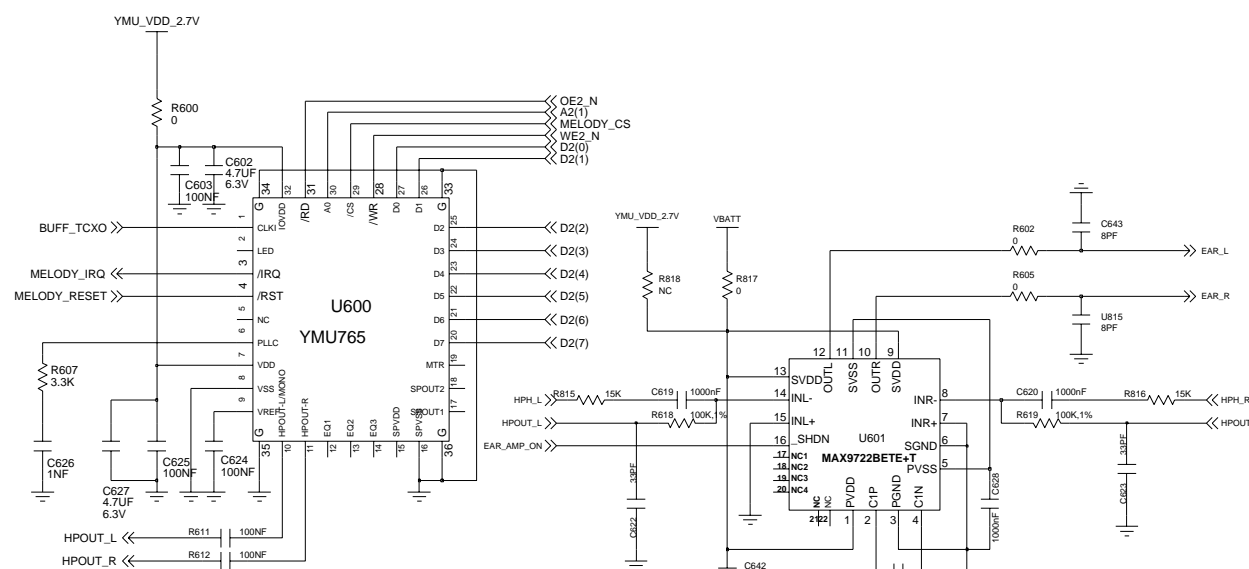 YMU_VDD_2.7V
R600
0
C602
4.7UF
6.3V
C603
100NF
OE2_N
A2(1)
MELODY_CS
WE2_N
D2(0)
D2(1)
34
32
31
30
29
28
27
26
33
G
IOVDD
/RD
A0
/CS
/WR
D0
D1
G
BUFF_TCXO
1
CLKI
D2
25
D2(2)
2
LED
D3
24
D2(3)
MELODY_IRQ
3
/IRQ
D4
23
D2(4)
MELODY_RESET
4
/RST
D5
22
D2(5)
U600
YMU765
5
NC
D6
21
D2(6)
6
PLLC
D7
20
D2(7)
7
VDD
MTR
19
8
VSS
SPOUT2
18
9
VREF
SPOUT1
17
G
HPOUT-L/MONO
HPOUT-R
EQ1
EQ2
EQ3
SPVDD
SPVSS
G
35
10
11
12
13
14
15
16
36
R607
3.3K
C626
1NF
C627
4.7UF
6.3V
C625
100NF
C624
100NF
HPOUT_L
R611
100NF
HPOUT_R
R612
100NF
YMU_VDD_2.7V
VBATT
R818
NC
R817
0
R602
0
C643
8PF
EAR_L
R605
0
U815
8PF
EAR_R
12
11
10
9
OUTL
SVSS
OUTR
SVDD
13
SVDD
14
INL-
15
INL+
16
_SHDN
17
NC1
18
NC2
19
NC3
20
NC4
U601
MAX9722BETE+T
INR-
8
INR+
7
SGND
6
PVSS
5
NC
NC
PVDD
C1P
PGND
C1N
2122
1
2
3
4
HPH_L
R815
15K
C619
1000nF
HPOUT_L
R618
100K,1%
EAR_AMP_ON
33PF
C622
C620
1000nF
R816
15K
HPH_R
R619
100K,1%
HPOUT
33PF
C623
C628
1000nF
C642